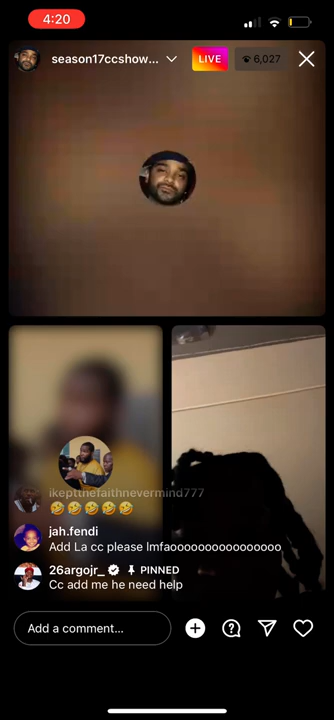 4:20
season17ccshow...
LIVE
6,027
ikeptthefaithnevermind777
🤣🤣🤣🤣🤣
jah.fendi
Add La cc please lmfaooooooooooooooooo
26argojr_ PINNED
Cc add me he need help
Add a comment...